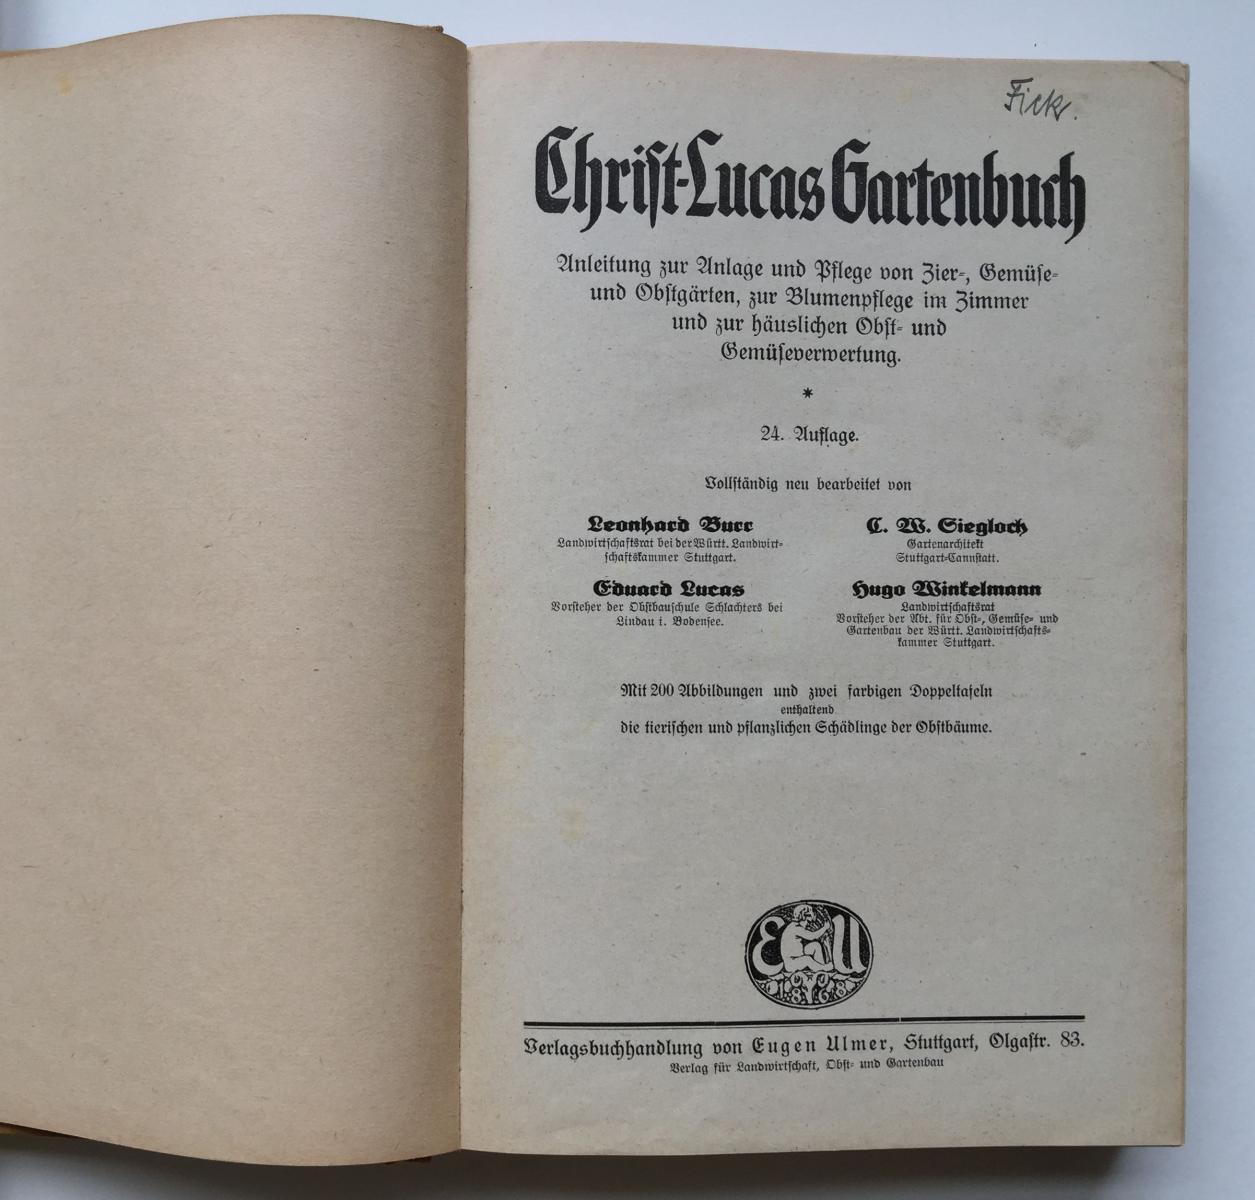 Fick.
Christ-Lucas Gartenbuch
Anleitung zur Anlage und Pflege von Zier-, Gemüse-
und Obstgärten, zur Blumenpflege im Zimmer
und zur häuslichen Obst- und
Gemüseverwertung.
*
24. Auflage.
Vollständig neu bearbeitet von
Leonhard Burr
Landwirtschaftsrat bei der Württ. Landwirt-
schaftskammer Stuttgart.
C. W. Siegloch
Gartenarchitekt
Stuttgart-Cannstatt.
Eduard Lucas
Vorsteher der Obstbauschule Schlachters bei
Lindau i. Bodensee.
Hugo Winkelmann
Landwirtschaftsrat
Vorsteher der Abt. für Obst-, Gemüse- und
Gartenbau der Württ. Landwirtschafts-
kammer Stuttgart.
Mit 200 Abbildungen und zwei farbigen Doppeltafeln
enthaltend
die tierischen und pflanzlichen Schädlinge der Obstbäume.
E U
1868
Verlagsbuchhandlung von Eugen Ulmer, Stuttgart, Olgastr. 83.
Verlag für Landwirtschaft, Obst- und Gartenbau